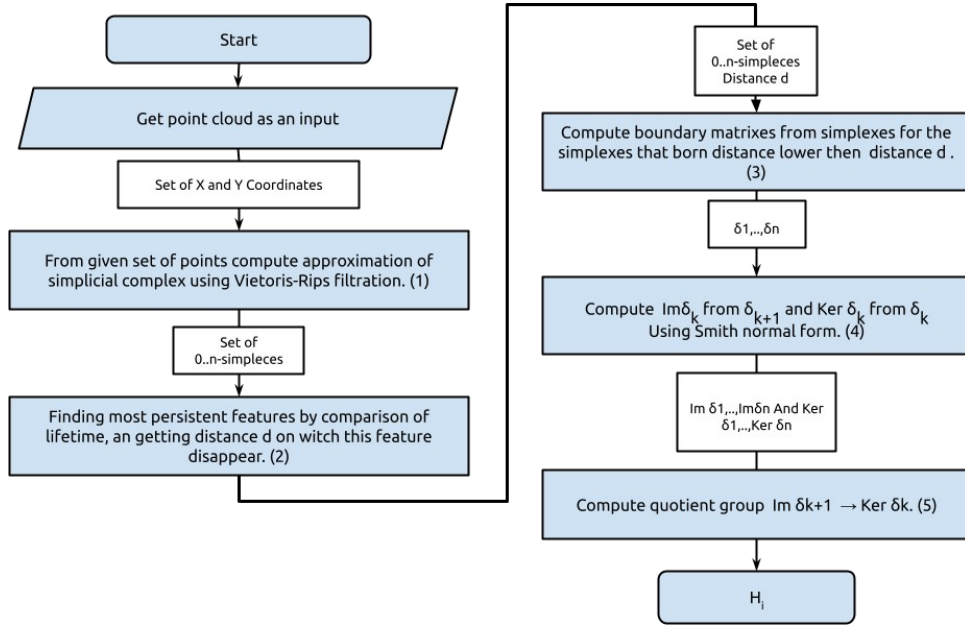 Start
Get point cloud as an input
Set of X and Y Coordinates
From given set of points compute approximation of
simplicial complex using Vietoris-Rips filtration. (1)
Set of
0..n-simpleces
Finding most persistent features by comparison of
lifetime, an getting distance d on witch this feature
disappear. (2)
Set of
0..n-simpleces
Distance d
Compute boundary matrixes from simplexes for the
simplexes that born distance lower then distance d .
(3)
δ1,..,δn
Compute Imδk from δk+1 and Ker δk from δk
Using Smith normal form. (4)
Im δ1,..,Imδn And Ker
δ1,..,Ker δn
Compute quotient group Im δk+1 → Ker δk. (5)
Hi